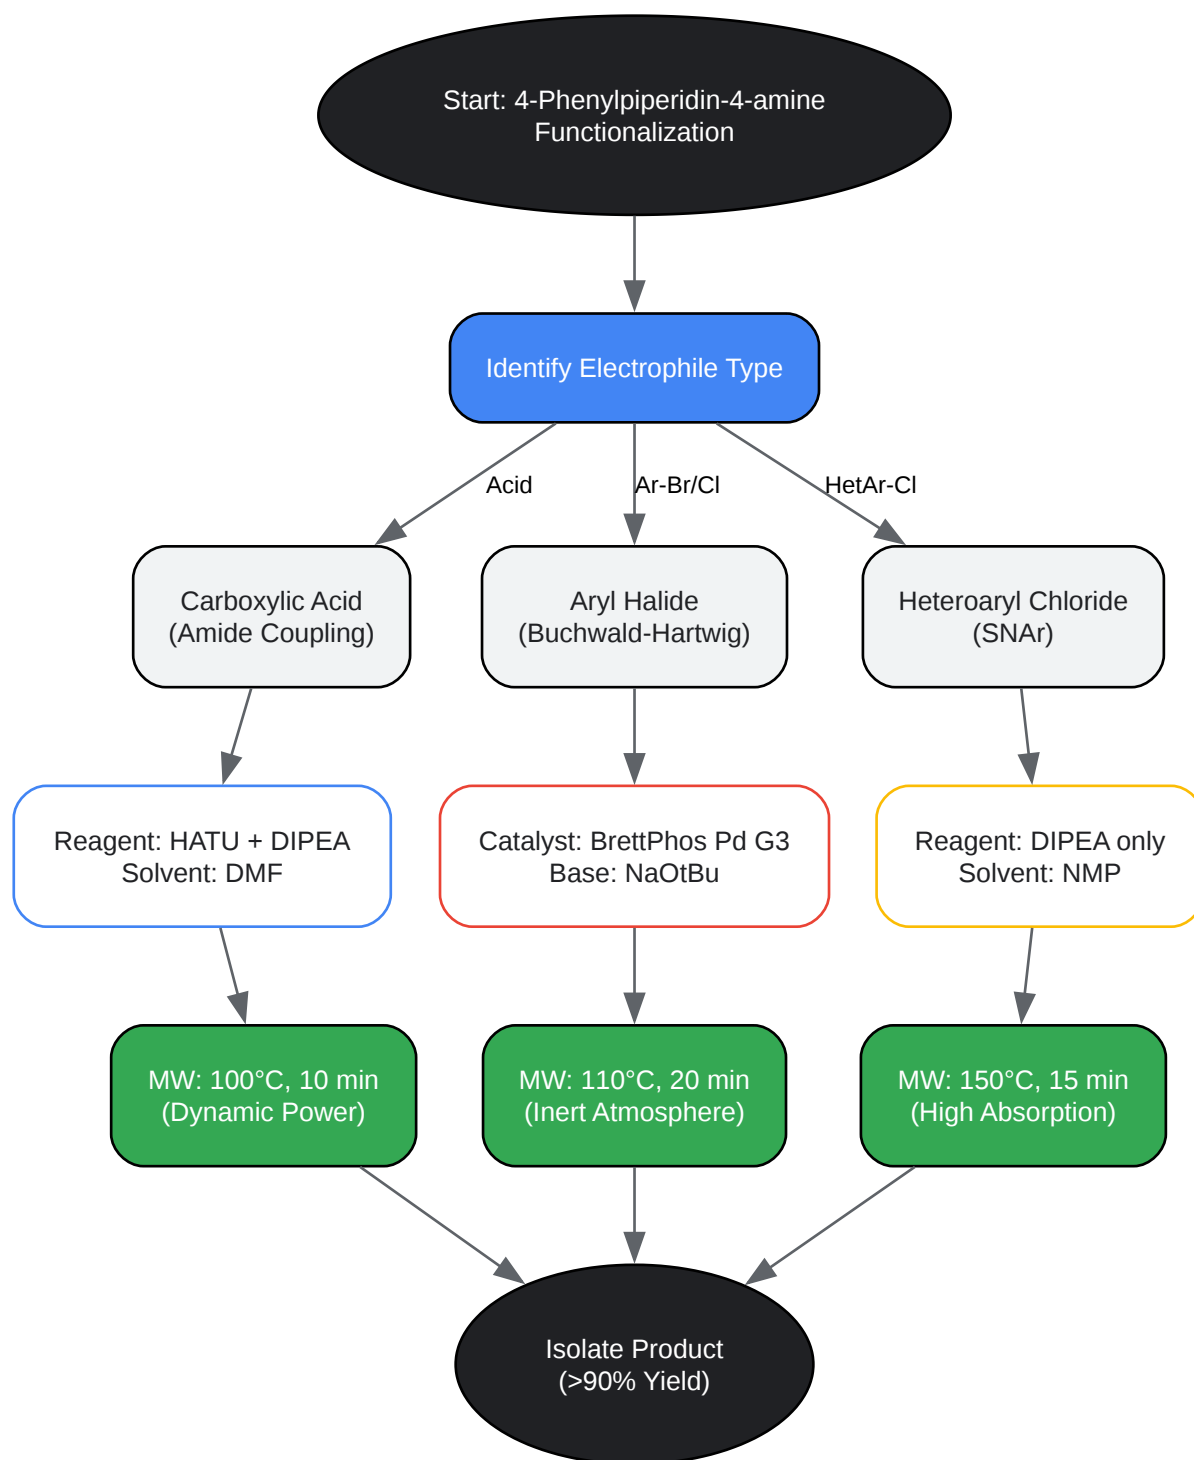 Start: 4-Phenylpiperidin-4-amine
Functionalization
Identify Electrophile Type
Acid
Ar-Br/Cl
HetAr-Cl
Carboxylic Acid
(Amide Coupling)
Aryl Halide
(Buchwald-Hartwig)
Heteroaryl Chloride
(SNAr)
Reagent: HATU + DIPEA
Solvent: DMF
Catalyst: BrettPhos Pd G3
Base: NaOtBu
Reagent: DIPEA only
Solvent: NMP
MW: 100°C, 10 min
(Dynamic Power)
MW: 110°C, 20 min
(Inert Atmosphere)
MW: 150°C, 15 min
(High Absorption)
Isolate Product
(>90% Yield)